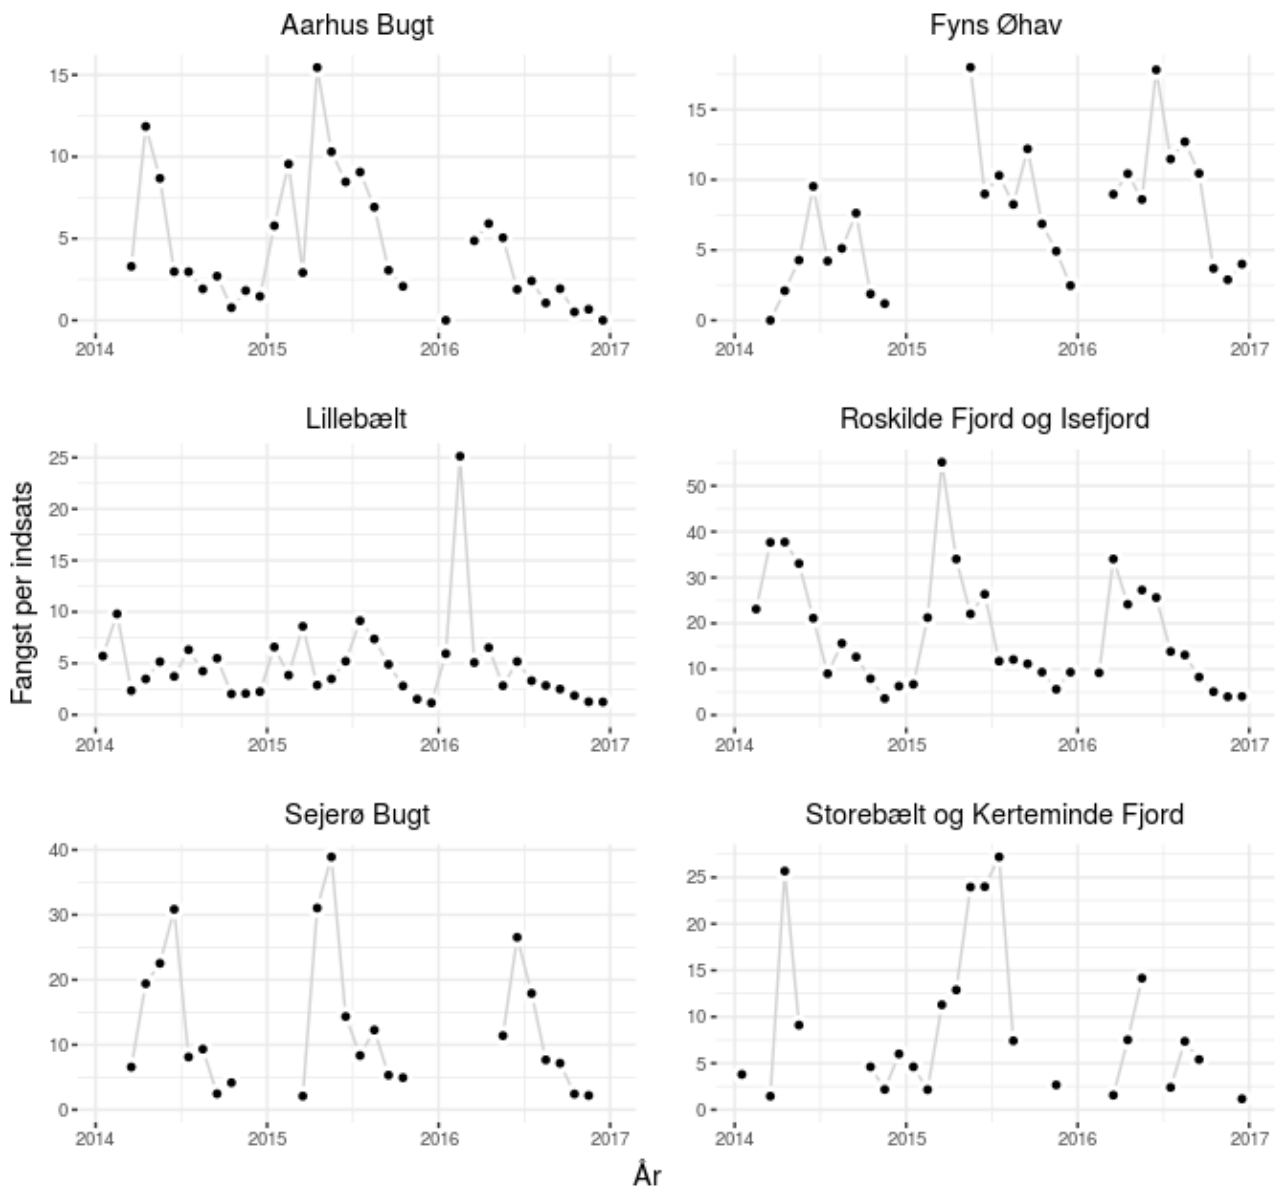 Aarhus Bugt
Fyns Øhav
15
10
5
0
2014 2015 2016 2017
15
10
5
0
2014 2015 2016 2017
Lillebælt
Roskilde Fjord og Isefjord
Fangst per indsats
25
20
15
10
5
0
2014 2015 2016 2017
50
40
30
20
10
0
2014 2015 2016 2017
Sejerø Bugt
Storebælt og Kerteminde Fjord
40
30
20
10
0
2014 2015 2016 2017
25
20
15
10
5
0
2014 2015 2016 2017
År